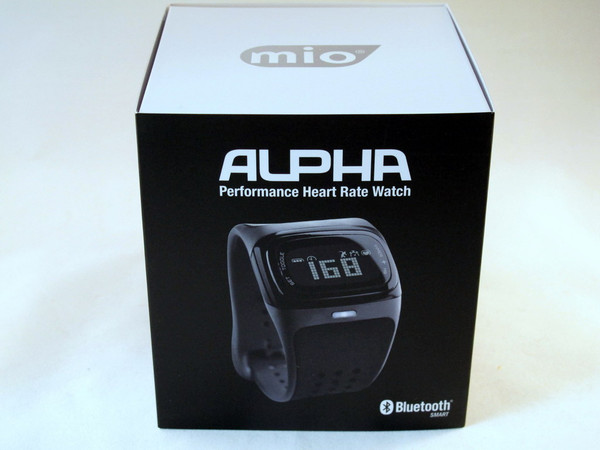 mio®
ALPHA
Performance Heart Rate Watch
168
Bluetooth®
SMART